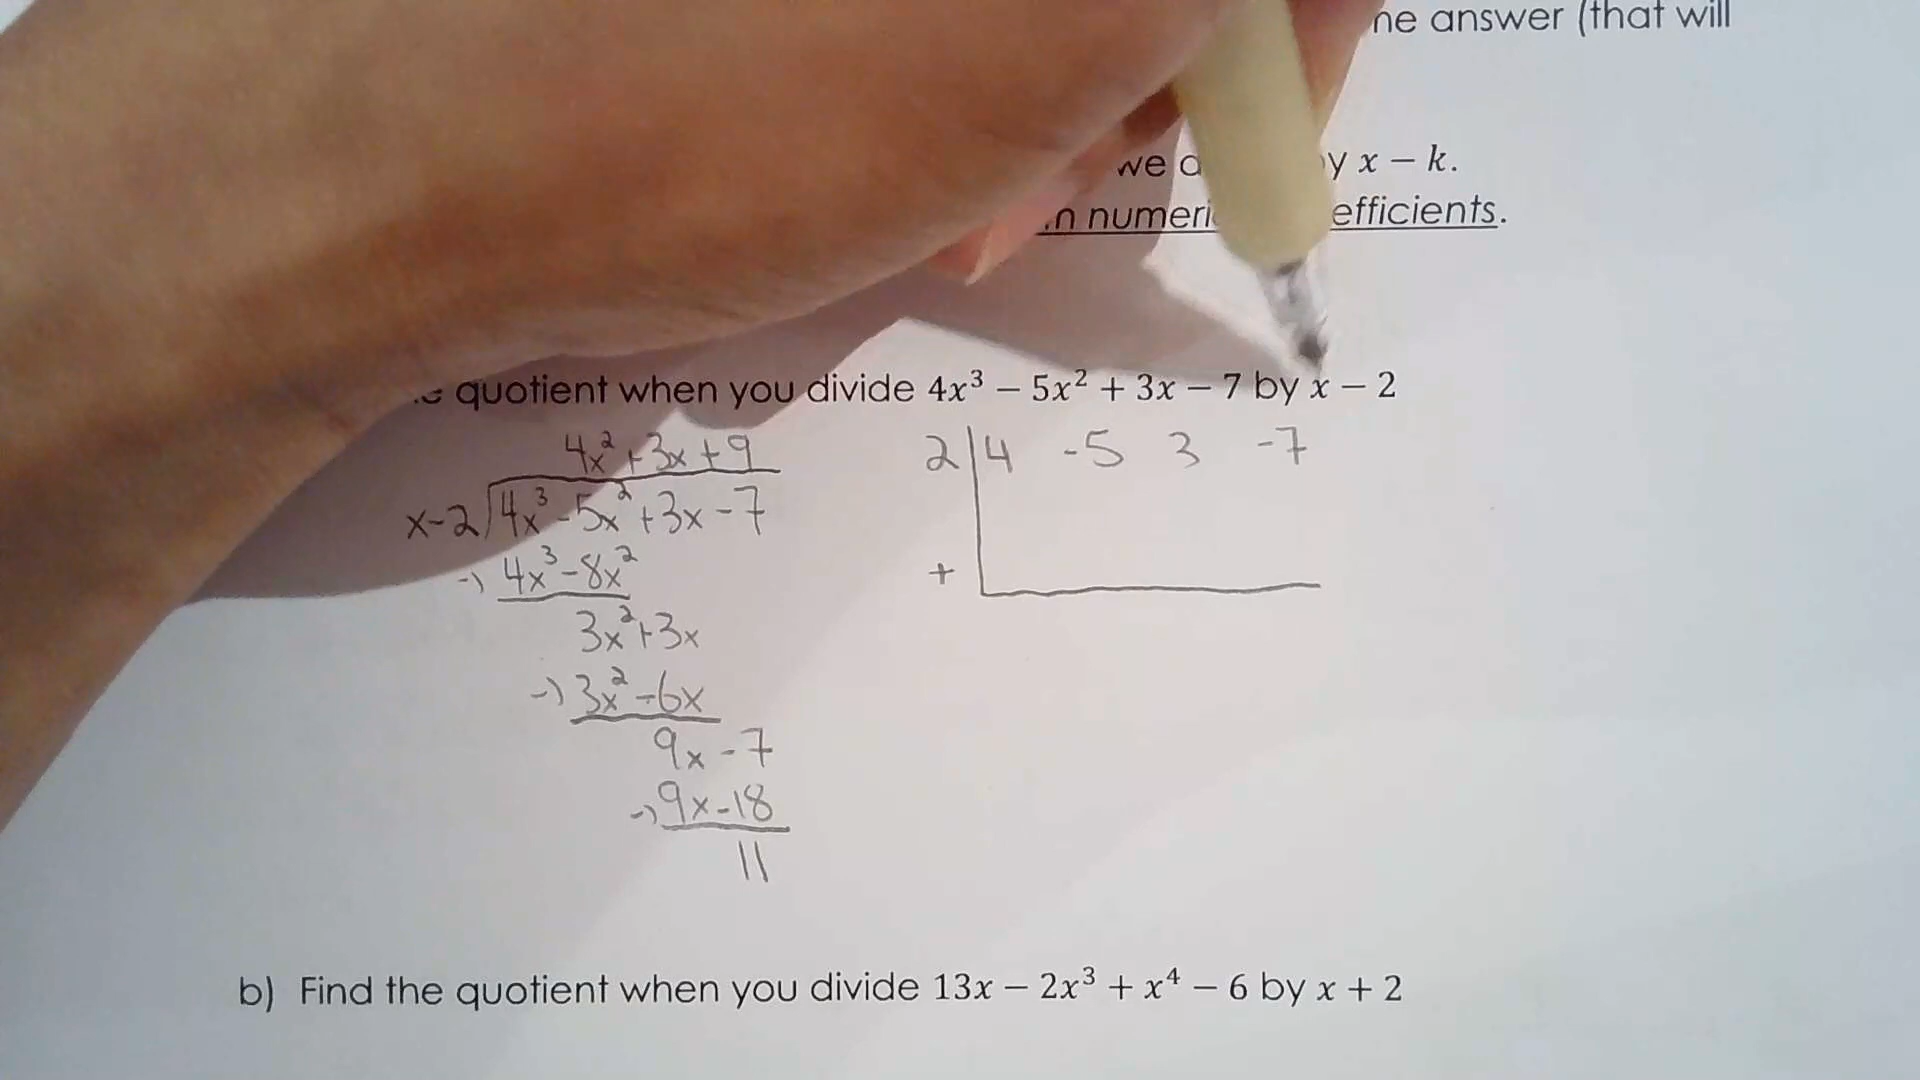 answer (that will
we y x − k.
efficients.
quotient when you divide 4x³ − 5x² + 3x − 7 by x − 2
4x² + 3x + 9
x-2 4x³ - 5x² + 3x - 7
-) 4x³ - 8x²
3x² + 3x
-) 3x² - 6x
9x - 7
-) 9x - 18
11
2 | 4 -5 3 -7
+
b) Find the quotient when you divide 13x − 2x³ + x⁴ − 6 by x + 2